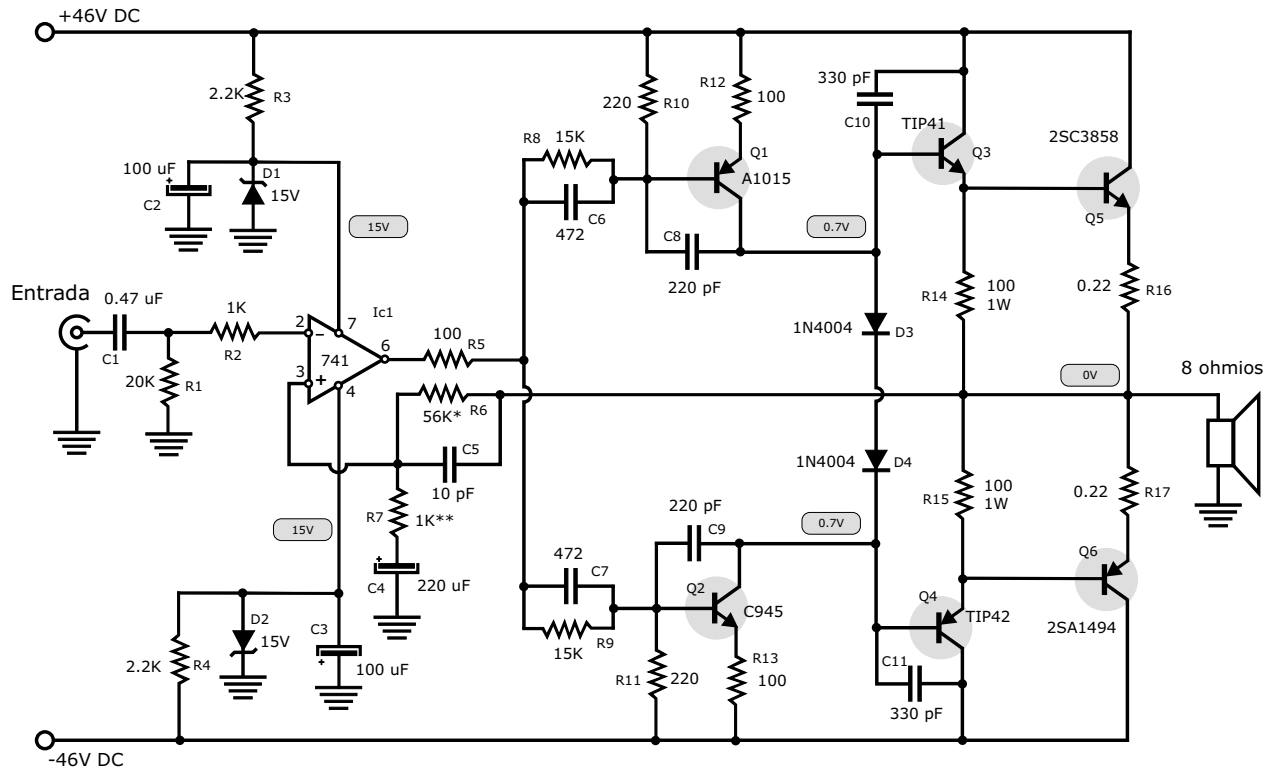 +46V DC
2.2K
R3
100 uF
+
C2
D1
15V
15V
Entrada
0.47 uF
C1
20K
R1
1K
R2
2
3
7
4
6
−
+
741
Ic1
100
R5
56K*
R6
C5
10 pF
R7
1K**
+
C4
220 uF
15V
R4
2.2K
D2
15V
C3
+
100 uF
-46V DC
R8
15K
C6
472
220
R10
R12
100
Q1
A1015
C8
220 pF
330 pF
C10
TIP41
Q3
2SC3858
Q5
0.7V
1N4004
D3
R14
100
1W
0.22
R16
0V
8 ohmios
1N4004
D4
R15
100
1W
0.22
R17
220 pF
C9
0.7V
472
C7
15K
R9
Q2
C945
R11
220
R13
100
Q4
TIP42
C11
330 pF
Q6
2SA1494